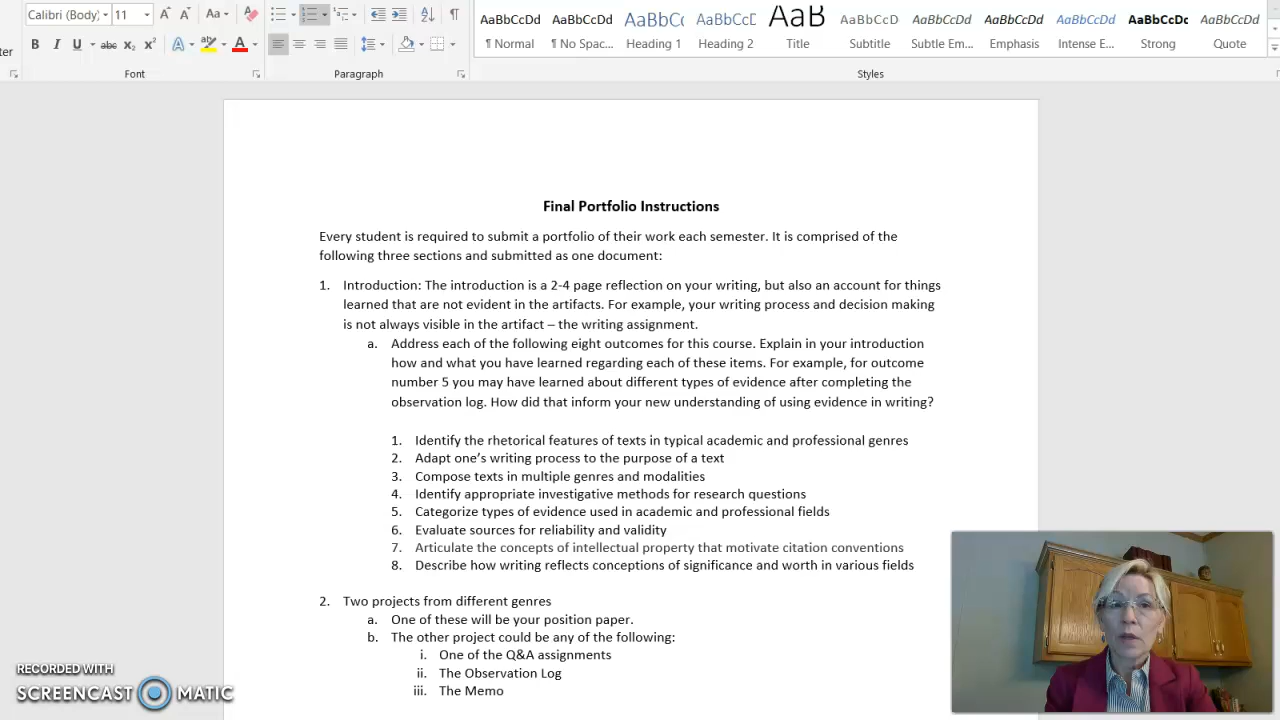 Calibri (Body) 11 Aa
AaBbCcDd AaBbCcDd AaBbC AaBbCcD AaB AaBbCcD AaBbCcDd AaBbCcDd AaBbCcDd AaBbCcDc AaBbCcDd
B I U abc x₂ x² A aby A
¶ Normal ¶ No Spac... Heading 1 Heading 2 Title Subtitle Subtle Em... Emphasis Intense E... Strong Quote
Font Paragraph Styles
Final Portfolio Instructions
Every student is required to submit a portfolio of their work each semester. It is comprised of the
following three sections and submitted as one document:
1. Introduction: The introduction is a 2-4 page reflection on your writing, but also an account for things
learned that are not evident in the artifacts. For example, your writing process and decision making
is not always visible in the artifact – the writing assignment.
a. Address each of the following eight outcomes for this course. Explain in your introduction
how and what you have learned regarding each of these items. For example, for outcome
number 5 you may have learned about different types of evidence after completing the
observation log. How did that inform your new understanding of using evidence in writing?
1. Identify the rhetorical features of texts in typical academic and professional genres
2. Adapt one's writing process to the purpose of a text
3. Compose texts in multiple genres and modalities
4. Identify appropriate investigative methods for research questions
5. Categorize types of evidence used in academic and professional fields
6. Evaluate sources for reliability and validity
7. Articulate the concepts of intellectual property that motivate citation conventions
8. Describe how writing reflects conceptions of significance and worth in various fields
2. Two projects from different genres
a. One of these will be your position paper.
b. The other project could be any of the following:
i. One of the Q&A assignments
ii. The Observation Log
iii. The Memo
RECORDED WITH
SCREENCAST MATIC